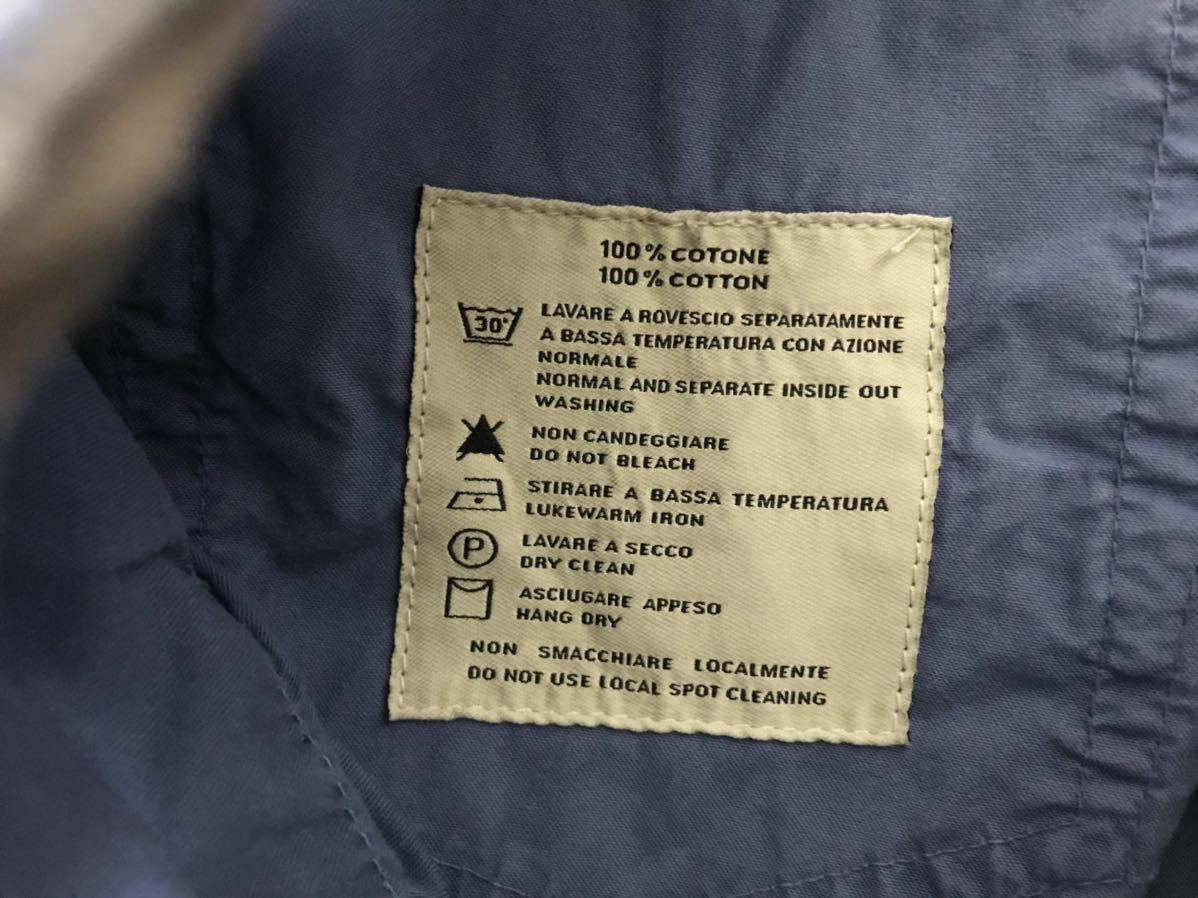 100% COTONE
100% COTTON
30°
LAVARE A ROVESCIO SEPARATAMENTE
A BASSA TEMPERATURA CON AZIONE
NORMALE
NORMAL AND SEPARATE INSIDE OUT
WASHING
NON CANDEGGIARE
DO NOT BLEACH
STIRARE A BASSA TEMPERATURA
LUKEWARM IRON
P
LAVARE A SECCO
DRY CLEAN
ASCIUGARE APPESO
HANG DRY
NON SMACCHIARE LOCALMENTE
DO NOT USE LOCAL SPOT CLEANING